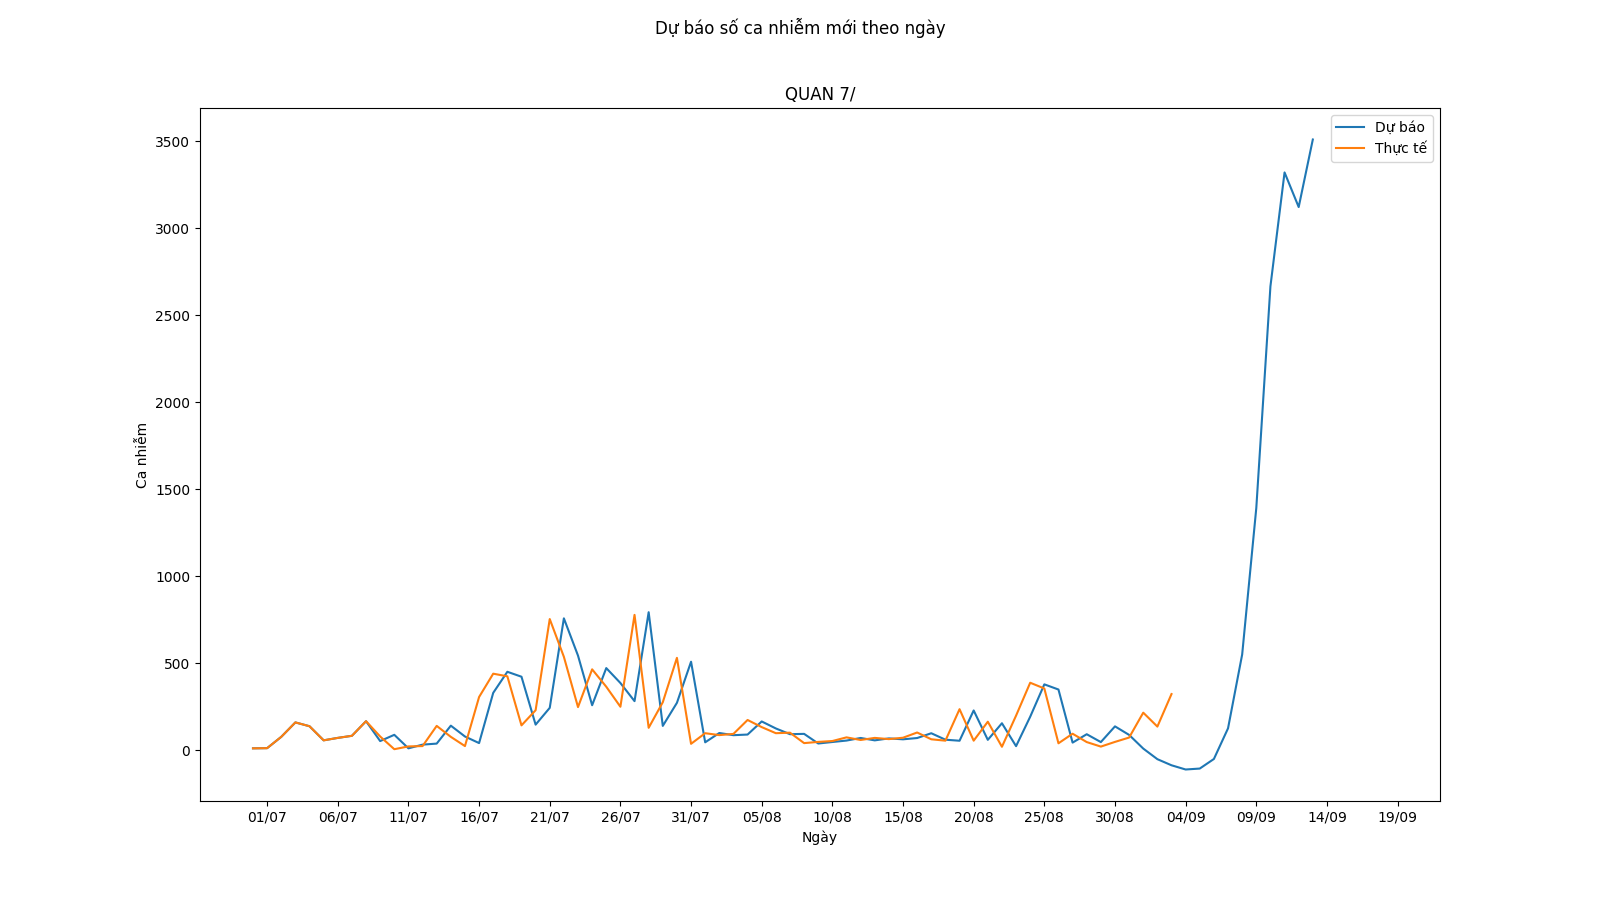 Dự báo số ca nhiễm mới theo ngày
QUAN 7/
Dự báo
Thực tế
3500
3000
2500
2000
1500
1000
500
0
Ca nhiễm
01/07 06/07 11/07 16/07 21/07 26/07 31/07 05/08 10/08 15/08 20/08 25/08 30/08 04/09 09/09 14/09 19/09
Ngày